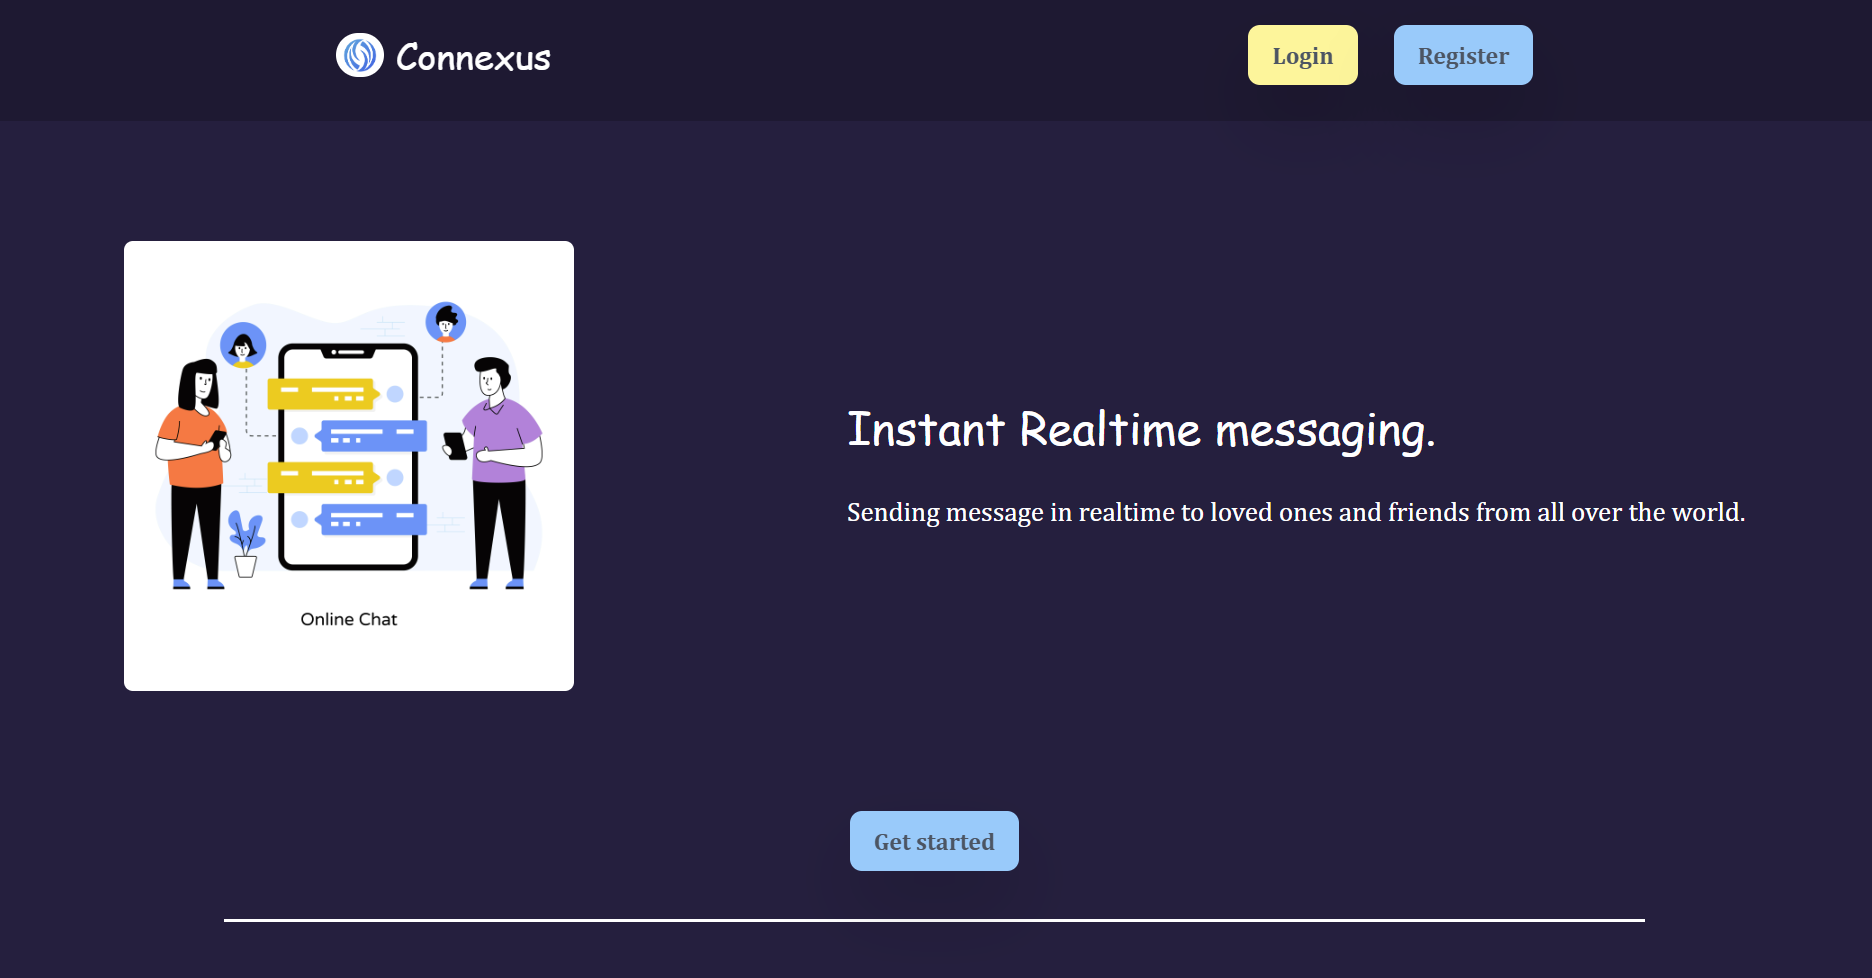 Connexus
Login
Register
Online Chat
Instant Realtime messaging.
Sending message in realtime to loved ones and friends from all over the world.
Get started